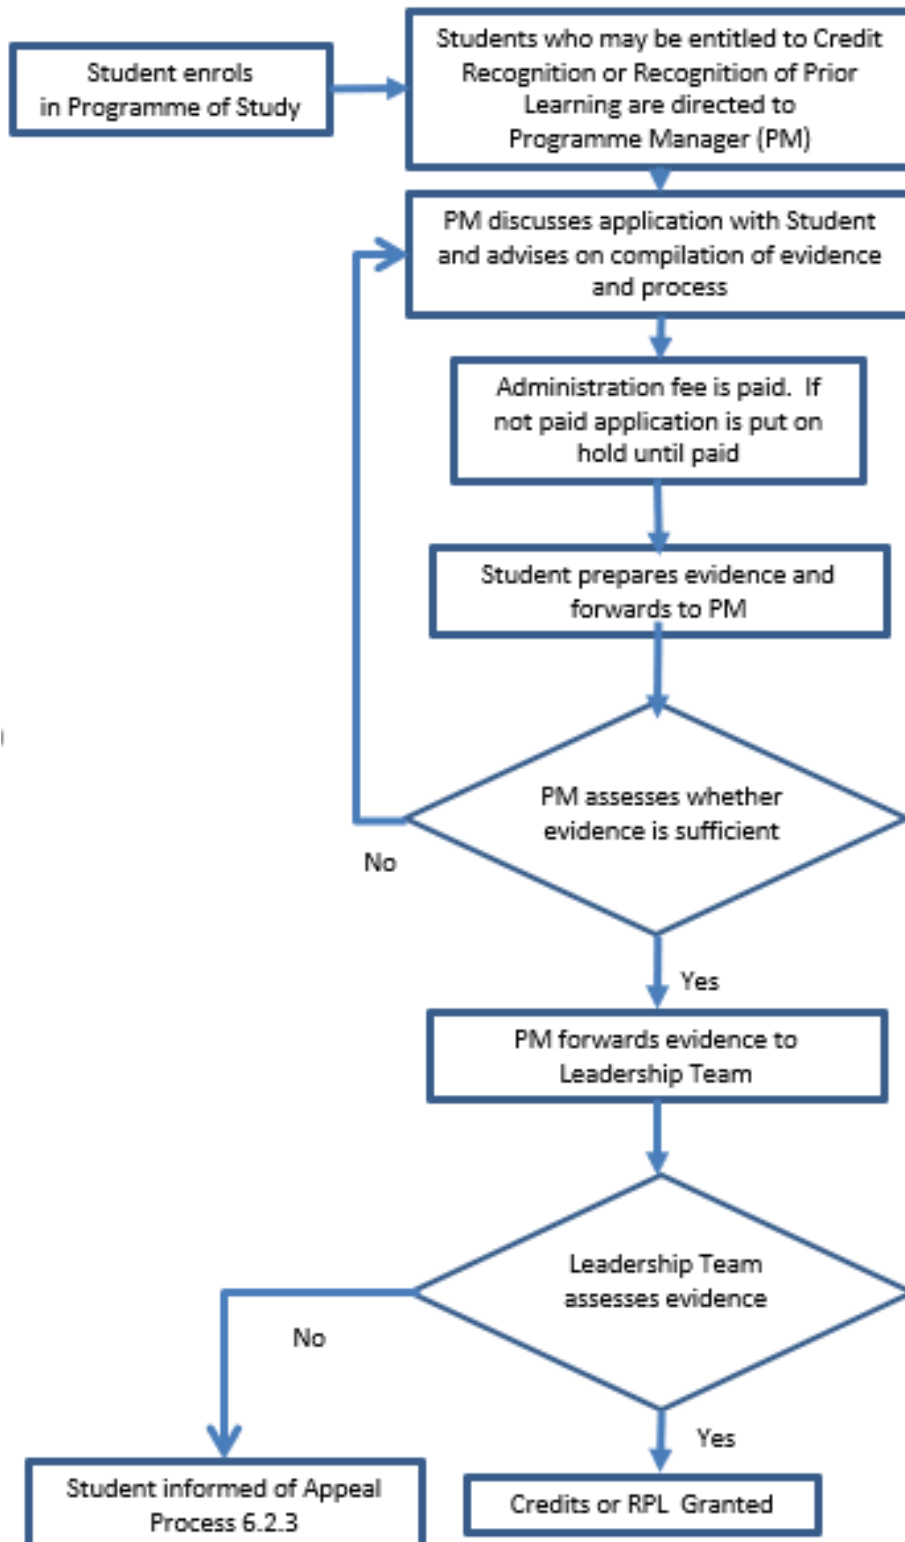 Student enrols
in Programme of Study
Students who may be entitled to Credit
Recognition or Recognition of Prior
Learning are directed to
Programme Manager (PM)
PM discusses application with Student
and advises on compilation of evidence
and process
Administration fee is paid.  If
not paid application is put on
hold until paid
Student prepares evidence and
forwards to PM
PM assesses whether
evidence is sufficient
No
Yes
PM forwards evidence to
Leadership Team
Leadership Team
assesses evidence
No
Yes
Student informed of Appeal
Process 6.2.3
Credits or RPL  Granted